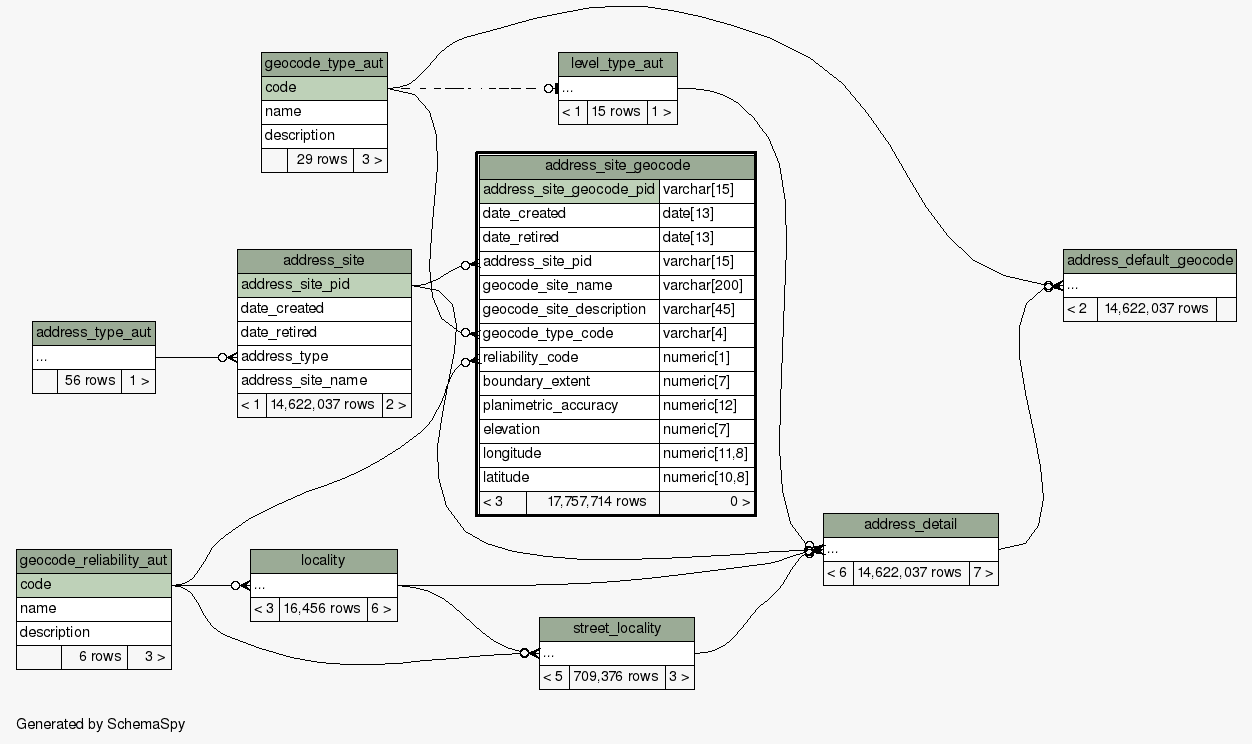 geocode_type_aut
code
name
description
29 rows 3 >
level_type_aut
...
< 1 15 rows 1 >
address_site_geocode
address_site_geocode_pid varchar[15]
date_created date[13]
date_retired date[13]
address_site_pid varchar[15]
geocode_site_name varchar[200]
geocode_site_description varchar[45]
geocode_type_code varchar[4]
reliability_code numeric[1]
boundary_extent numeric[7]
planimetric_accuracy numeric[12]
elevation numeric[7]
longitude numeric[11,8]
latitude numeric[10,8]
< 3 17,757,714 rows 0 >
address_site
address_site_pid
date_created
date_retired
address_type
address_site_name
< 1 14,622,037 rows 2 >
address_default_geocode
...
< 2 14,622,037 rows
address_type_aut
...
56 rows 1 >
address_detail
...
< 6 14,622,037 rows 7 >
geocode_reliability_aut
code
name
description
6 rows 3 >
locality
...
< 3 16,456 rows 6 >
street_locality
...
< 5 709,376 rows 3 >
Generated by SchemaSpy